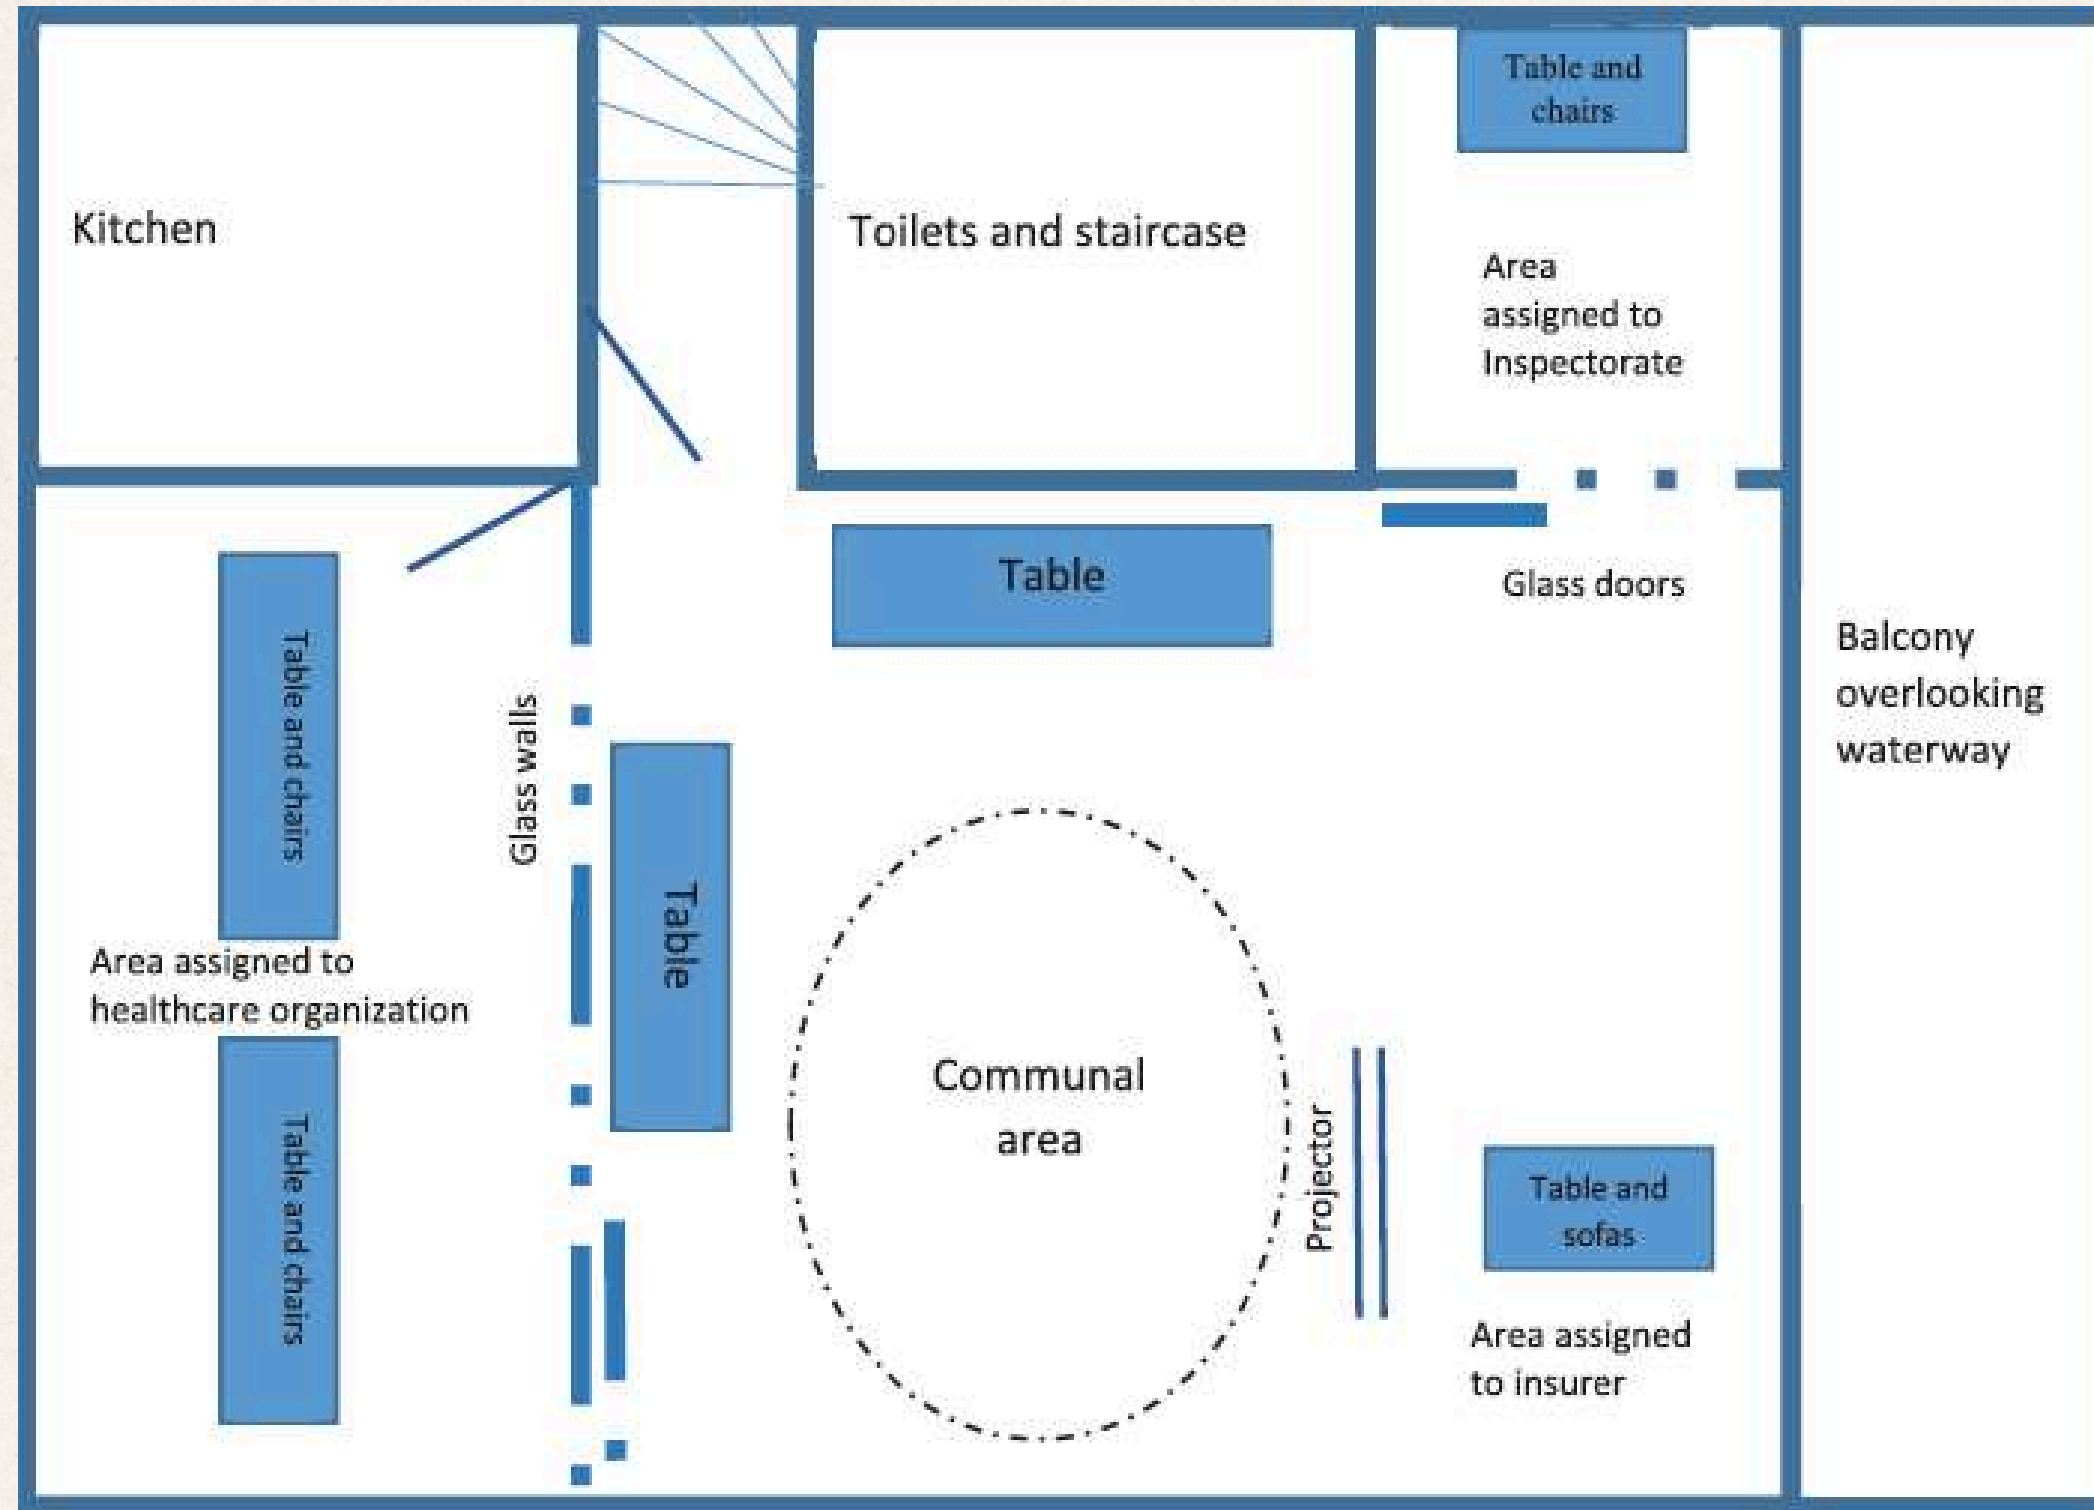 Kitchen
Toilets and staircase
Table and
chairs
Area
assigned to
Inspectorate
Table
Glass doors
Balcony
overlooking
waterway
Table and chairs
Glass walls
Table
Area assigned to
healthcare organization
Table and chairs
Communal
area
Projector
Table and
sofas
Area assigned
to insurer